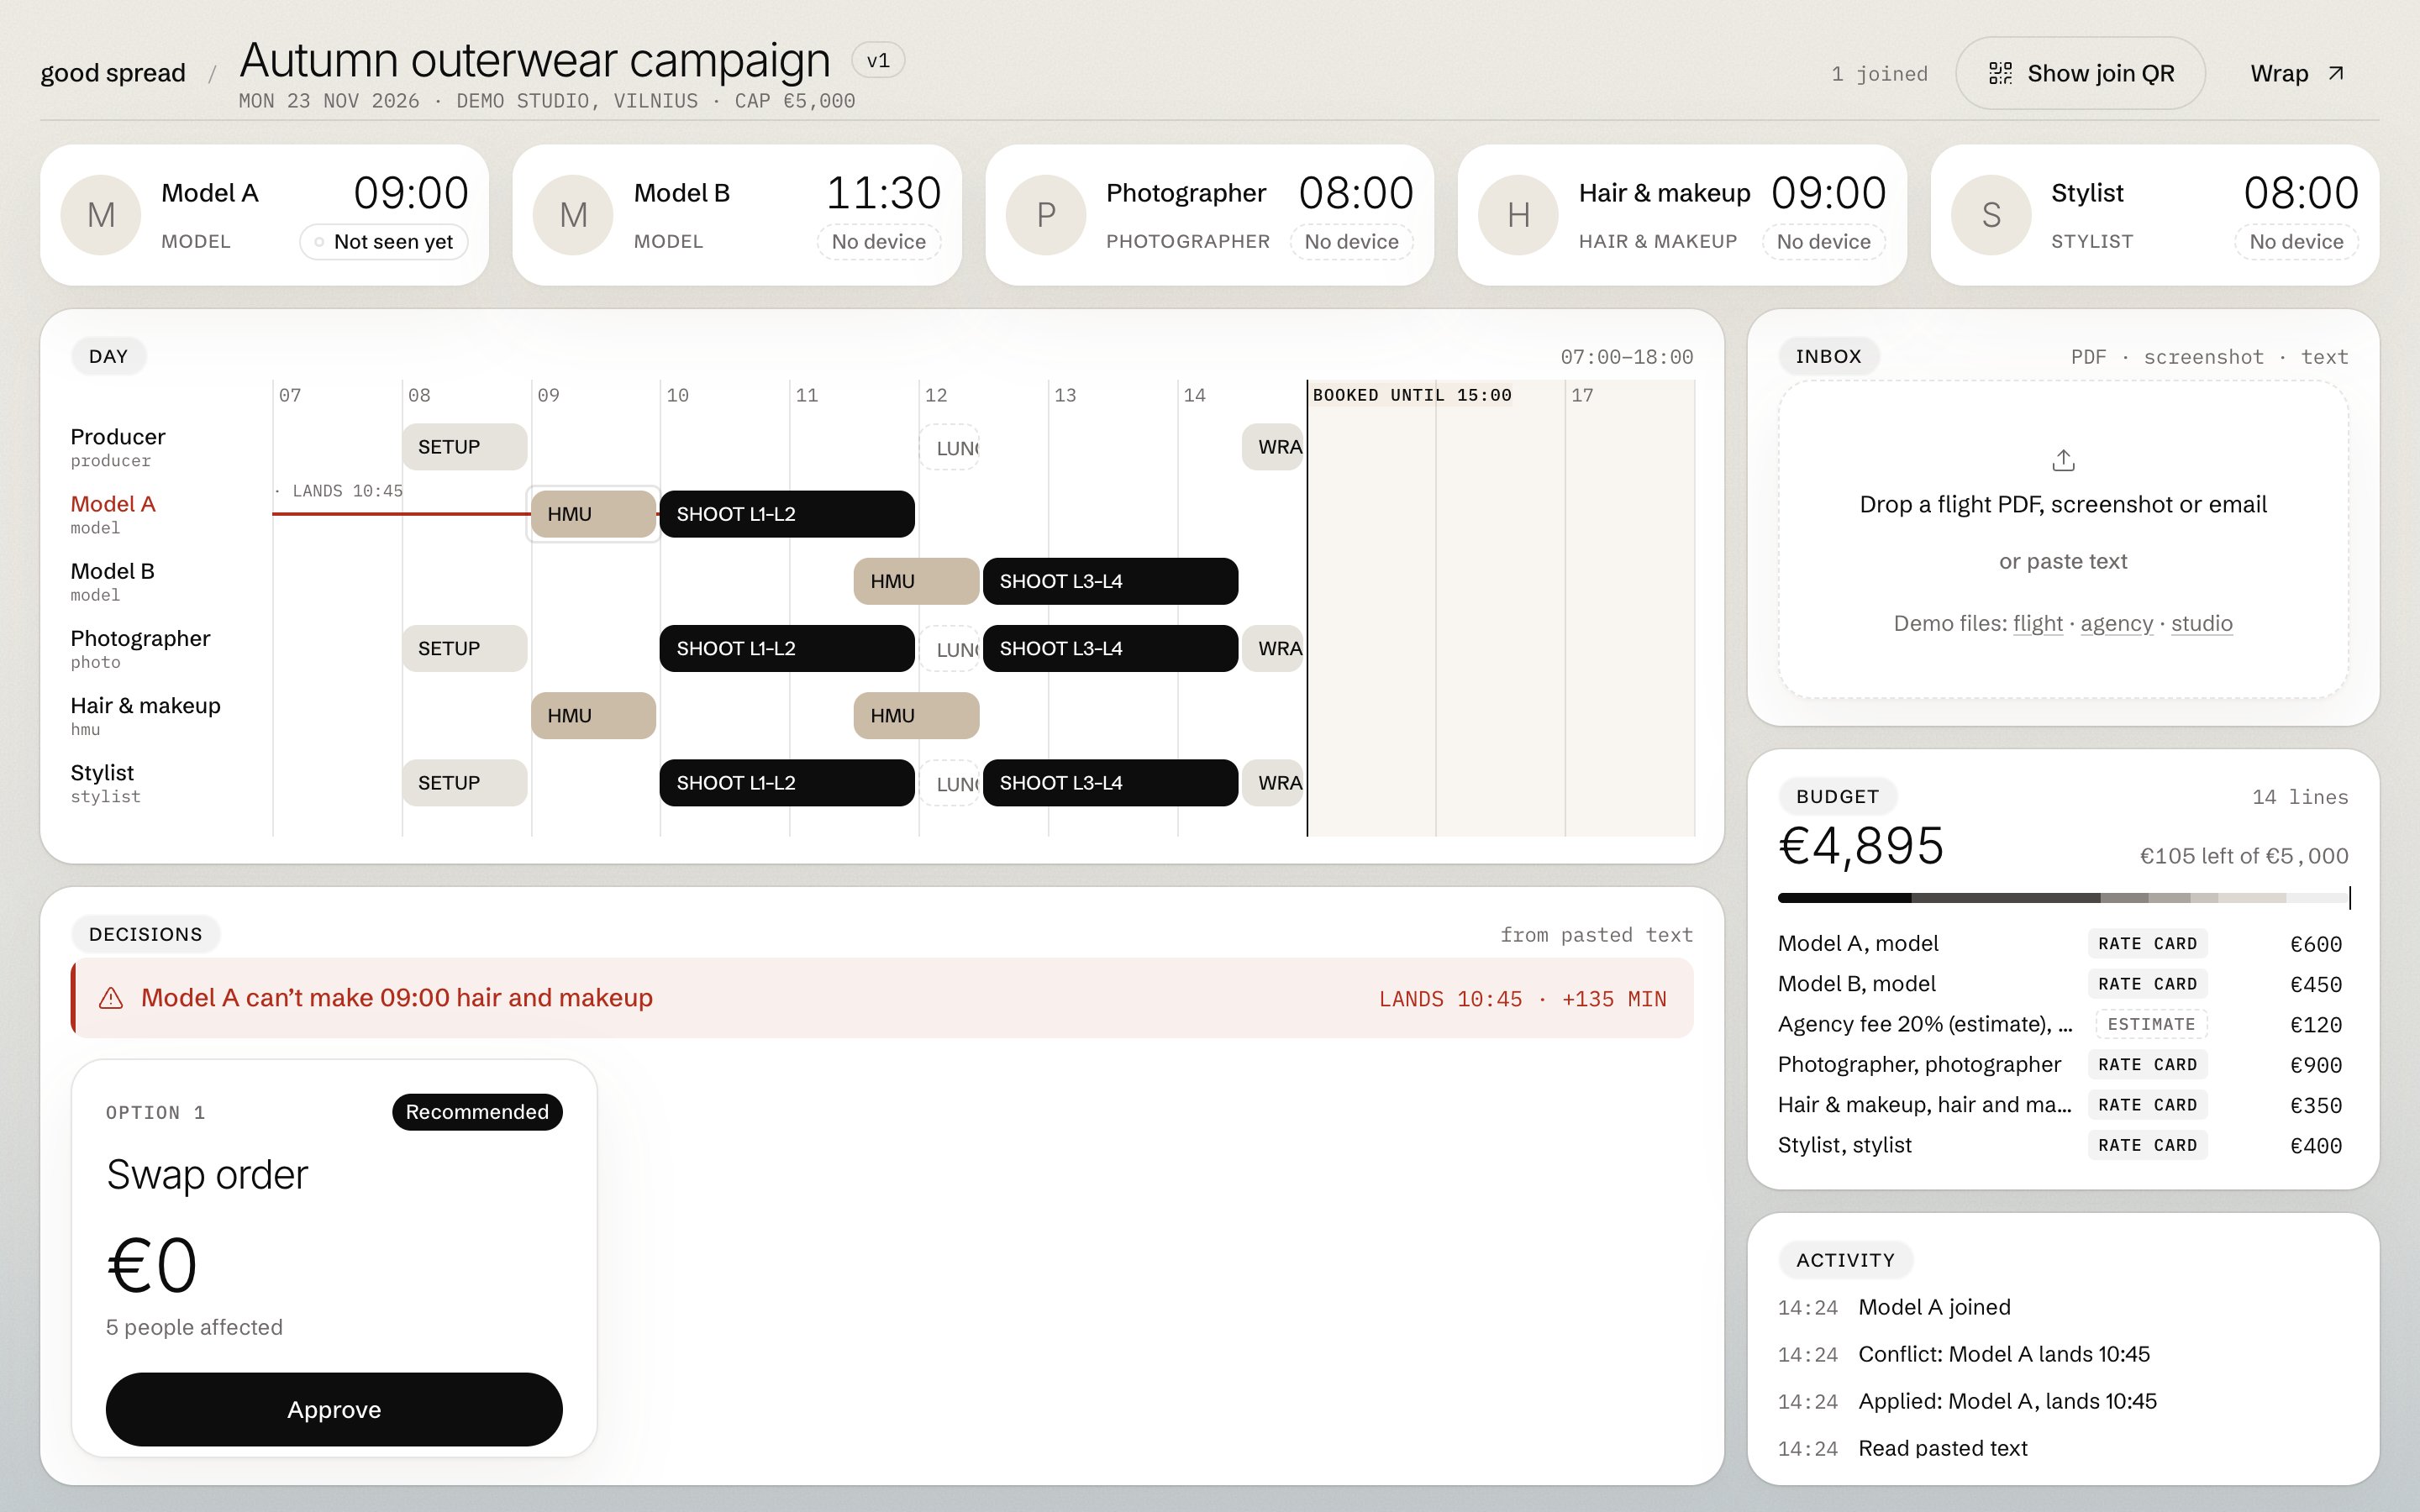 good spread / Autumn outerwear campaign v1
MON 23 NOV 2026 · DEMO STUDIO, VILNIUS · CAP €5,000
1 joined
Show join QR
Wrap
M
Model A
09:00
MODEL
Not seen yet
M
Model B
11:30
MODEL
No device
P
Photographer
08:00
PHOTOGRAPHER
No device
H
Hair & makeup
09:00
HAIR & MAKEUP
No device
S
Stylist
08:00
STYLIST
No device
DAY
07:00–18:00
07 08 09 10 11 12 13 14 BOOKED UNTIL 15:00 17
Producer
producer
SETUP LUNC WRA
· LANDS 10:45
Model A
model
HMU SHOOT L1–L2
Model B
model
HMU SHOOT L3–L4
Photographer
photo
SETUP SHOOT L1–L2 LUNC SHOOT L3–L4 WRA
Hair & makeup
hmu
HMU HMU
Stylist
stylist
SETUP SHOOT L1–L2 LUNC SHOOT L3–L4 WRA
DECISIONS
from pasted text
Model A can’t make 09:00 hair and makeup
LANDS 10:45 · +135 MIN
OPTION 1
Recommended
Swap order
€0
5 people affected
Approve
INBOX
PDF · screenshot · text
Drop a flight PDF, screenshot or email
or paste text
Demo files: flight · agency · studio
BUDGET
14 lines
€4,895
€105 left of €5,000
Model A, model RATE CARD €600
Model B, model RATE CARD €450
Agency fee 20% (estimate), ... ESTIMATE €120
Photographer, photographer RATE CARD €900
Hair & makeup, hair and ma... RATE CARD €350
Stylist, stylist RATE CARD €400
ACTIVITY
14:24 Model A joined
14:24 Conflict: Model A lands 10:45
14:24 Applied: Model A, lands 10:45
14:24 Read pasted text